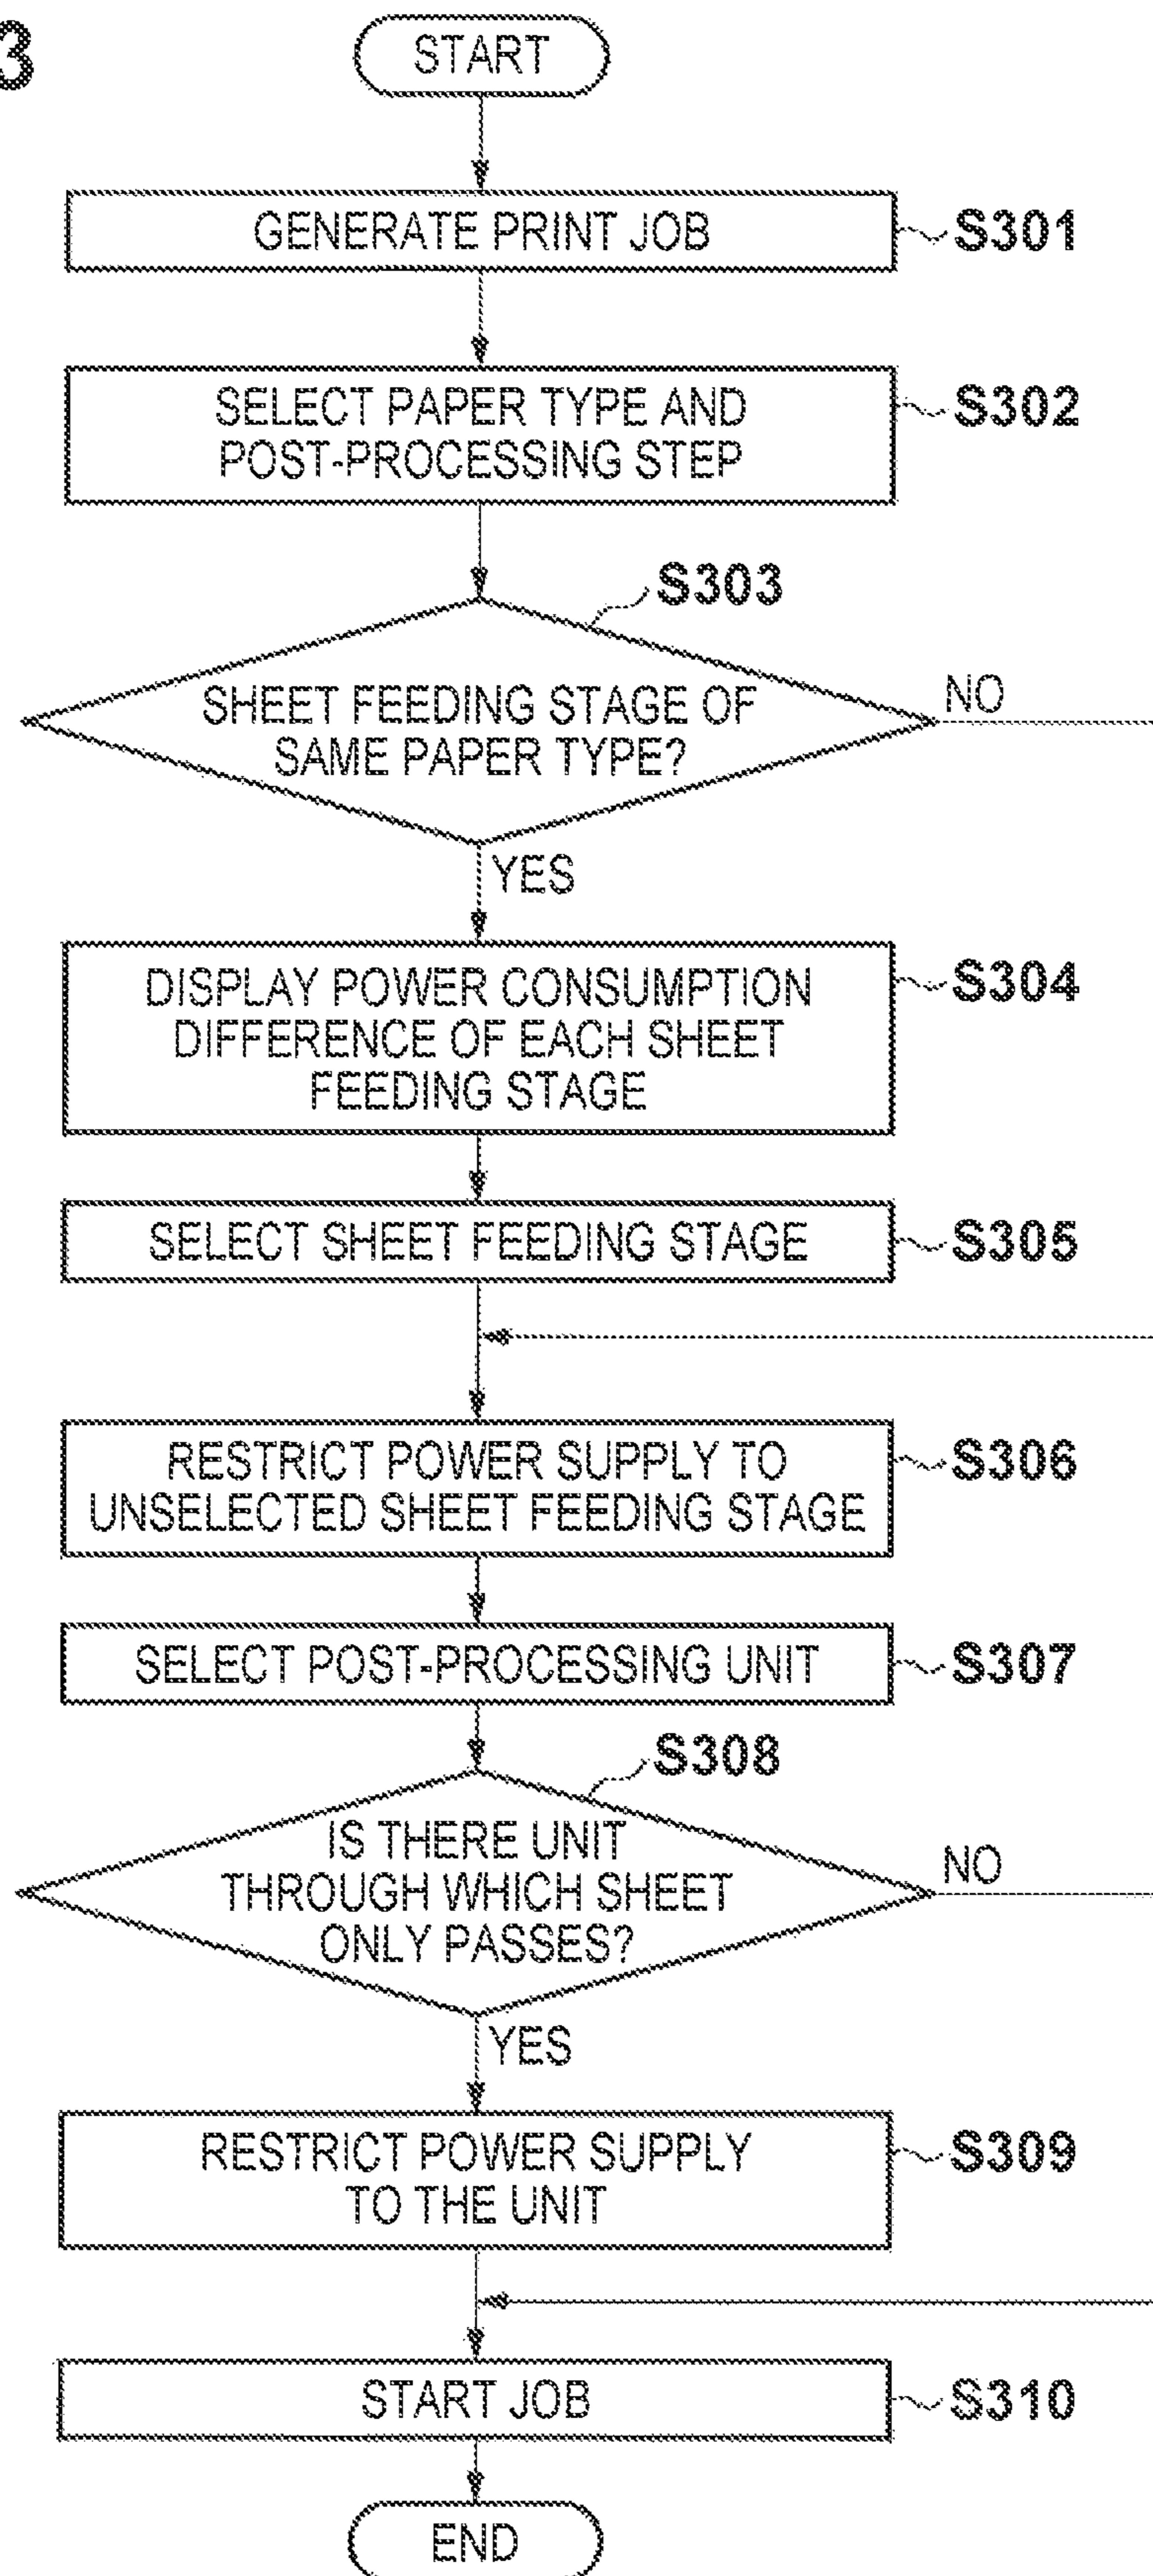 3
START
GENERATE PRINT JOB
S301
SELECT PAPER TYPE AND
POST-PROCESSING STEP
S302
S303
SHEET FEEDING STAGE OF
SAME PAPER TYPE?
NO
YES
DISPLAY POWER CONSUMPTION
DIFFERENCE OF EACH SHEET
FEEDING STAGE
S304
SELECT SHEET FEEDING STAGE
S305
RESTRICT POWER SUPPLY TO
UNSELECTED SHEET FEEDING STAGE
S306
SELECT POST-PROCESSING UNIT
S307
S308
IS THERE UNIT
THROUGH WHICH SHEET
ONLY PASSES?
NO
YES
RESTRICT POWER SUPPLY
TO THE UNIT
S309
START JOB
S310
END